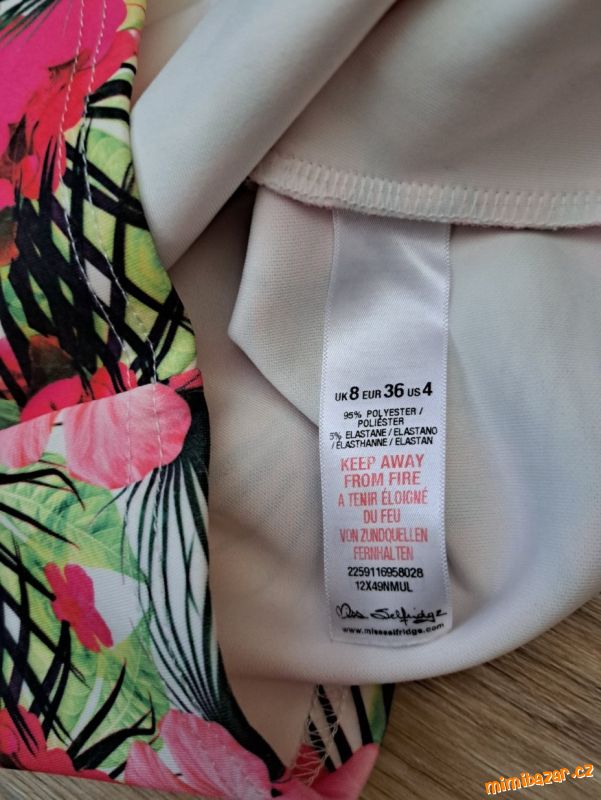 UK 8 EUR 36 US 4
95% POLYESTER /
POLIÉSTER
5% ELASTANE / ELASTANO
/ ÉLASTHANNE / ELASTAN
KEEP AWAY
FROM FIRE
A TENIR ÉLOIGNÉ
DU FEU
VON ZUNDQUELLEN
FERNHALTEN
2259116958028
12X49NMUL
Miss Selfridge
www.missselfridge.com
mimibazar.cz